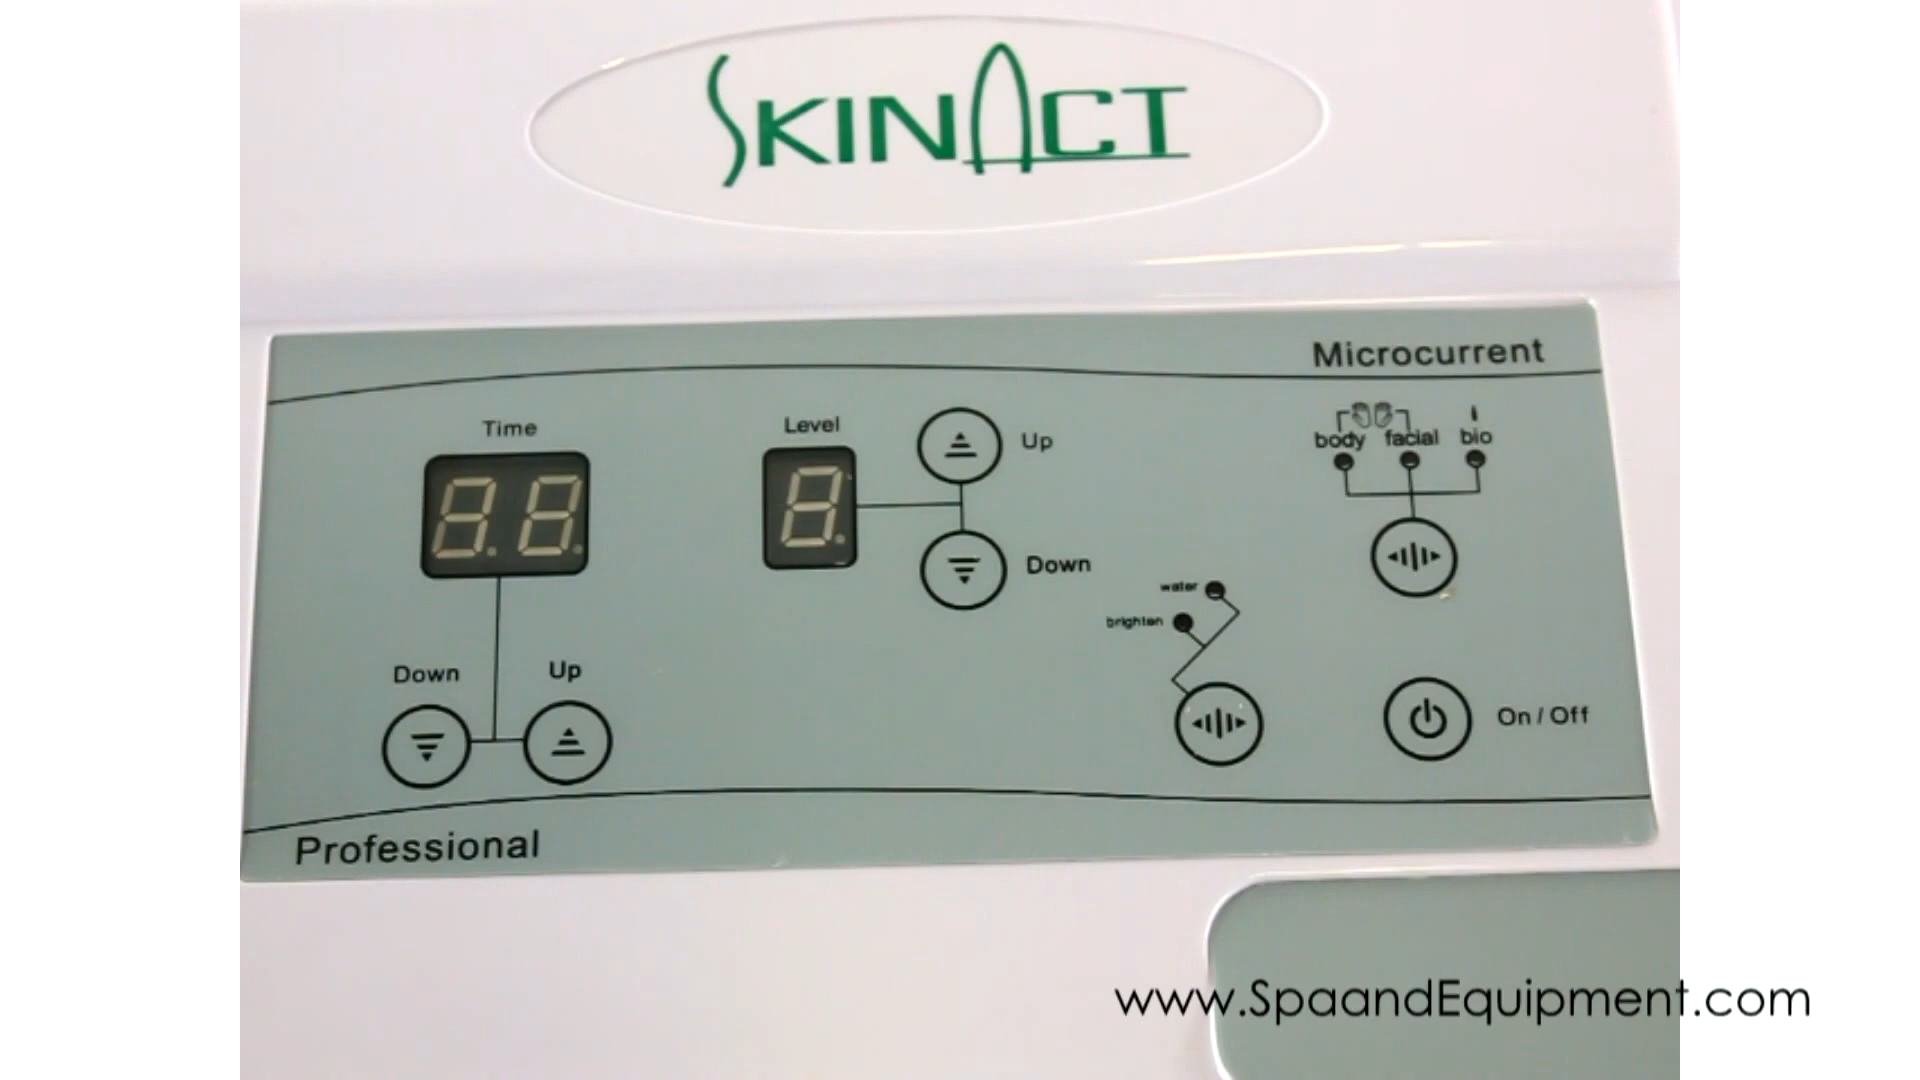 SKINACT
Microcurrent
Time
Level
Up
Down
body facial bio
water
brighten
Down Up
On / Off
Professional
www.SpaandEquipment.com